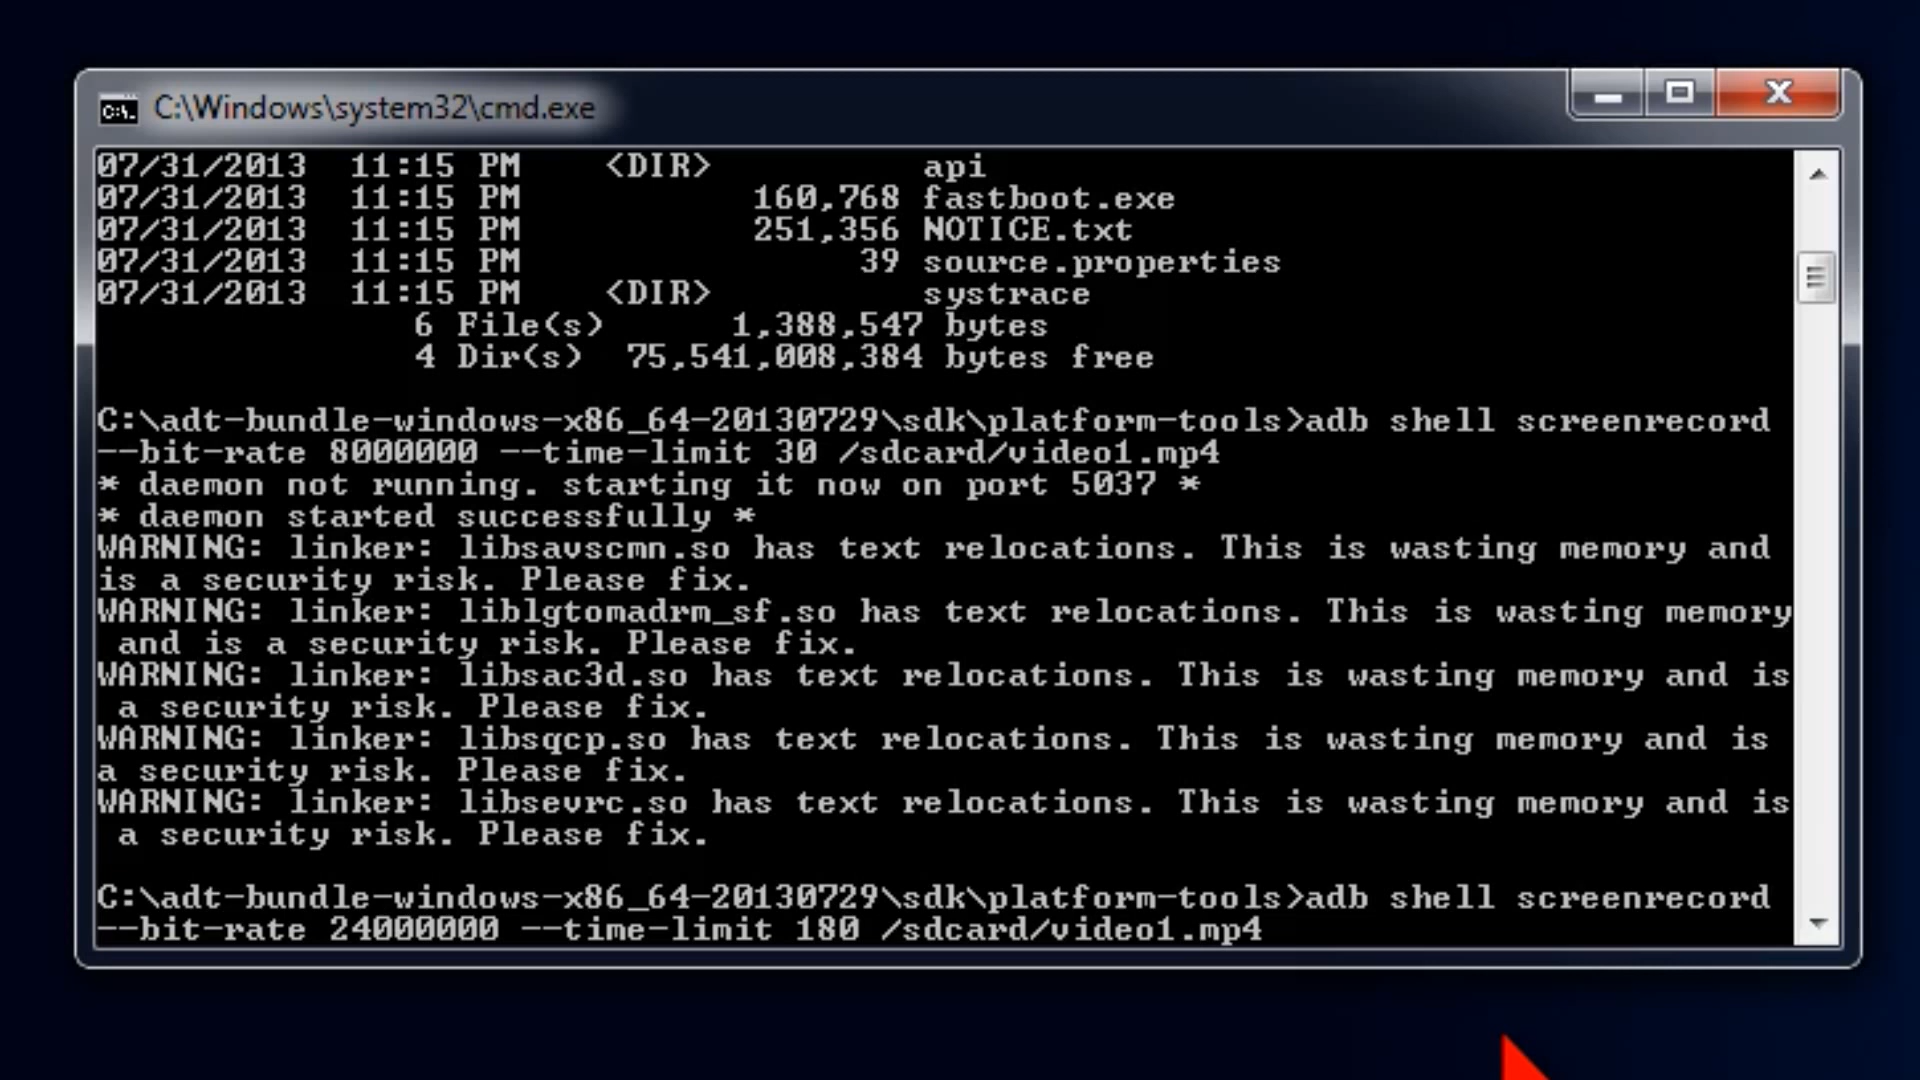 C:\Windows\system32\cmd.exe
07/31/2013  11:15 PM    <DIR>          api
07/31/2013  11:15 PM           160,768 fastboot.exe
07/31/2013  11:15 PM           251,356 NOTICE.txt
07/31/2013  11:15 PM                39 source.properties
07/31/2013  11:15 PM    <DIR>          systrace
               6 File(s)      1,388,547 bytes
               4 Dir(s)  75,541,008,384 bytes free
C:\adt-bundle-windows-x86_64-20130729\sdk\platform-tools>adb shell screenrecord
--bit-rate 8000000 --time-limit 30 /sdcard/video1.mp4
* daemon not running. starting it now on port 5037 *
* daemon started successfully *
WARNING: linker: libsavscmn.so has text relocations. This is wasting memory and
is a security risk. Please fix.
WARNING: linker: liblgtomadrm_sf.so has text relocations. This is wasting memory
 and is a security risk. Please fix.
WARNING: linker: libsac3d.so has text relocations. This is wasting memory and is
 a security risk. Please fix.
WARNING: linker: libsqcp.so has text relocations. This is wasting memory and is
a security risk. Please fix.
WARNING: linker: libsevrc.so has text relocations. This is wasting memory and is
 a security risk. Please fix.
C:\adt-bundle-windows-x86_64-20130729\sdk\platform-tools>adb shell screenrecord
--bit-rate 24000000 --time-limit 180 /sdcard/video1.mp4